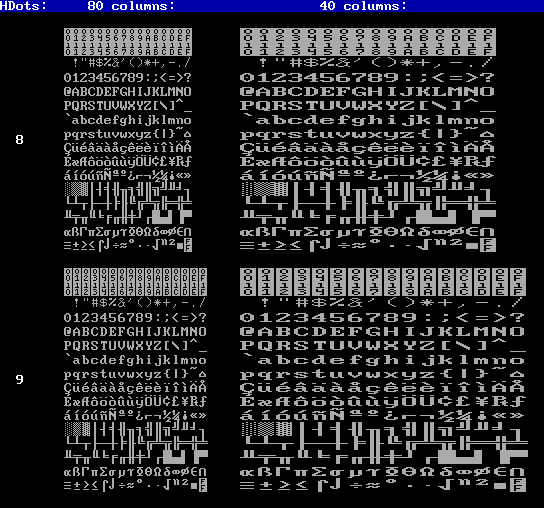 HDots: 80 columns: 40 columns:
8
!"#$%&'()*+,-./
0123456789:;<=>?
@ABCDEFGHIJKLMNO
PQRSTUVWXYZ[\]^_
`abcdefghijklmno
pqrstuvwxyz{|}~⌂
ÇüéâäàåçêëèïîìÄÅ
ÉæÆôöòûùÿÖÜ¢£¥₧ƒ
áíóúñÑªº¿⌐¬½¼¡«»
αßΓπΣσµτΦΘΩδ∞φε∩
≡±≥≤⌠⌡÷≈°∙·√ⁿ²■
!"#$%&'()*+,-./
0123456789:;<=>?
@ABCDEFGHIJKLMNO
PQRSTUVWXYZ[\]^_
`abcdefghijklmno
pqrstuvwxyz{|}~⌂
ÇüéâäàåçêëèïîìÄÅ
ÉæÆôöòûùÿÖÜ¢£¥₧ƒ
áíóúñÑªº¿⌐¬½¼¡«»
αßΓπΣσµτΦΘΩδ∞φε∩
≡±≥≤⌠⌡÷≈°∙·√ⁿ²■
9
!"#$%&'()*+,-./
0123456789:;<=>?
@ABCDEFGHIJKLMNO
PQRSTUVWXYZ[\]^_
`abcdefghijklmno
pqrstuvwxyz{|}~⌂
ÇüéâäàåçêëèïîìÄÅ
ÉæÆôöòûùÿÖÜ¢£¥₧ƒ
áíóúñÑªº¿⌐¬½¼¡«»
αßΓπΣσµτΦΘΩδ∞φε∩
≡±≥≤⌠⌡÷≈°∙·√ⁿ²■
!"#$%&'()*+,-./
0123456789:;<=>?
@ABCDEFGHIJKLMNO
PQRSTUVWXYZ[\]^_
`abcdefghijklmno
pqrstuvwxyz{|}~⌂
ÇüéâäàåçêëèïîìÄÅ
ÉæÆôöòûùÿÖÜ¢£¥₧ƒ
áíóúñÑªº¿⌐¬½¼¡«»
αßΓπΣσµτΦΘΩδ∞φε∩
≡±≥≤⌠⌡÷≈°∙·√ⁿ²■